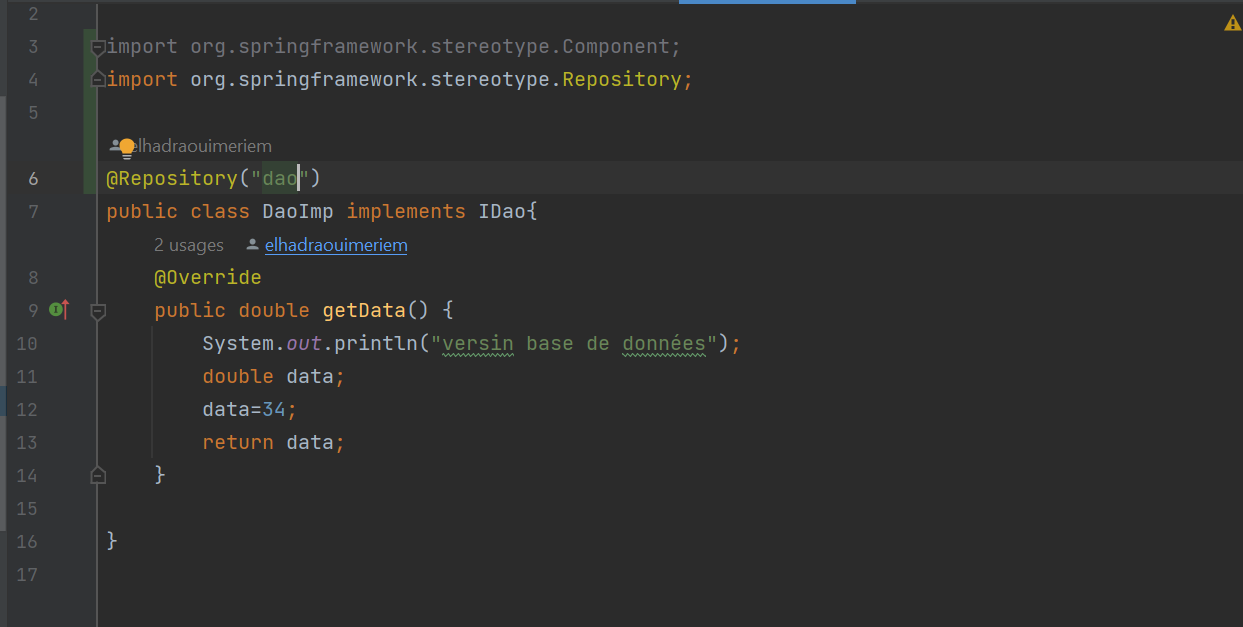 2
3 import org.springframework.stereotype.Component;
4 import org.springframework.stereotype.Repository;
5
elhadraouimeriem
6 @Repository("dao")
7 public class DaoImp implements IDao{
2 usages elhadraouimeriem
8 @Override
9 public double getData() {
10 System.out.println("versin base de données");
11 double data;
12 data=34;
13 return data;
14 }
15
16 }
17